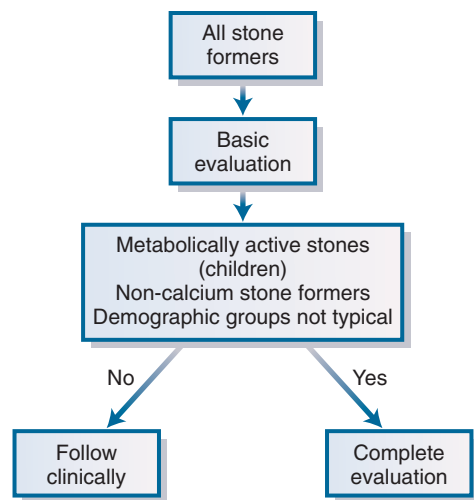 All stone
formers
Basic
evaluation
Metabolically active stones
(children)
Non-calcium stone formers
Demographic groups not typical
No
Yes
Follow
clinically
Complete
evaluation